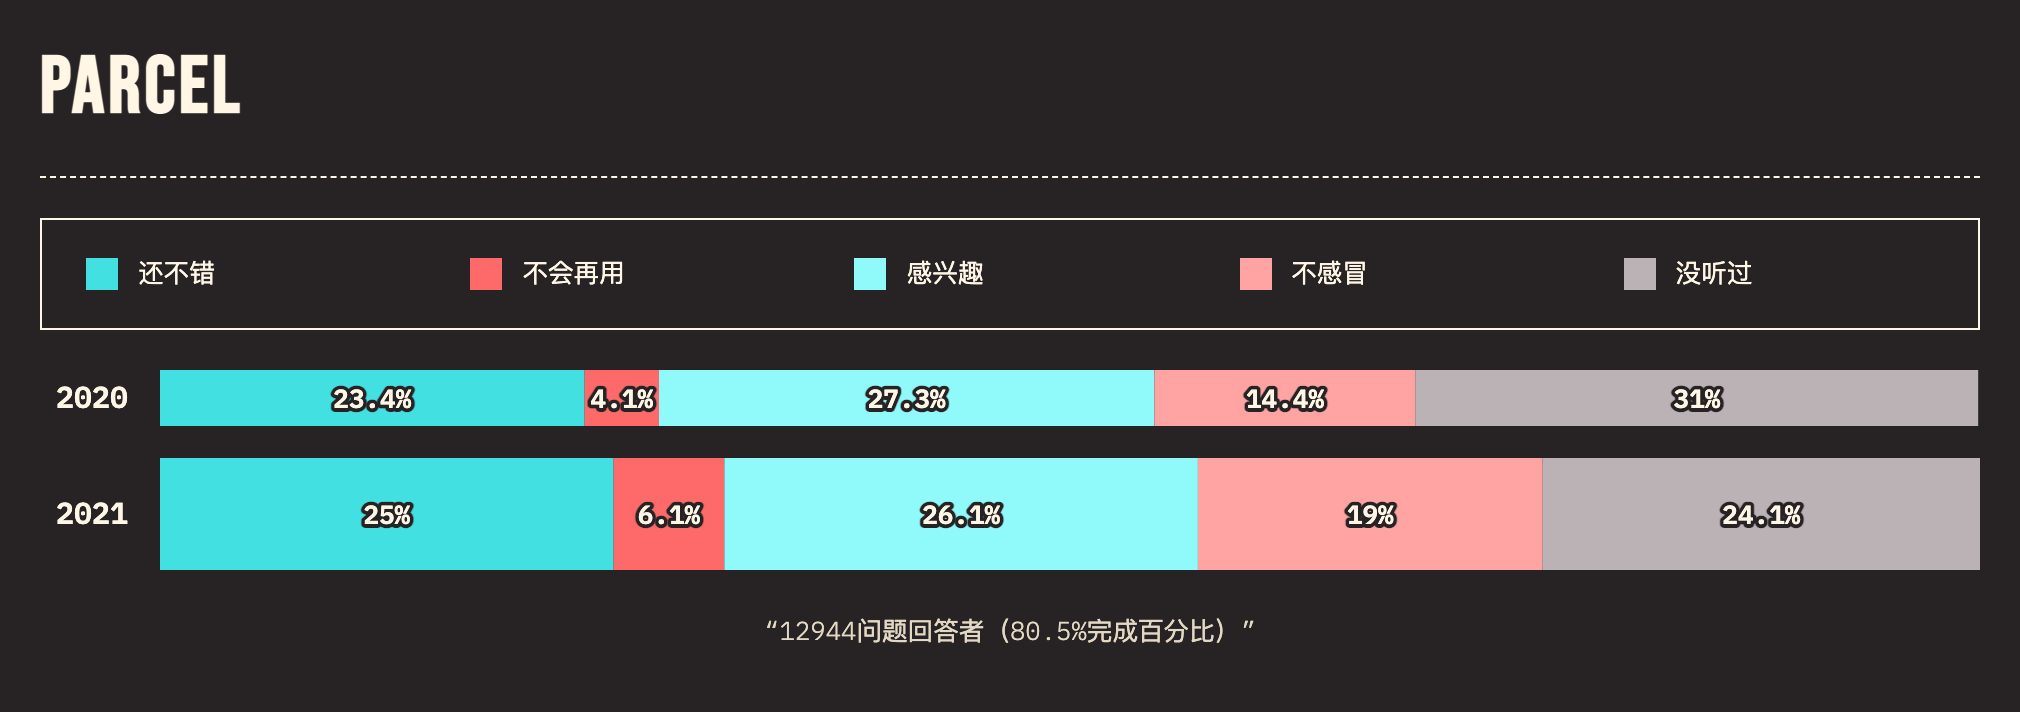 PARCEL
还不错 不会再用 感兴趣 不感冒 没听过
2020 23.4% 4.1% 27.3% 14.4% 31%
2021 25% 6.1% 26.1% 19% 24.1%
“12944问题回答者（80.5%完成百分比）”